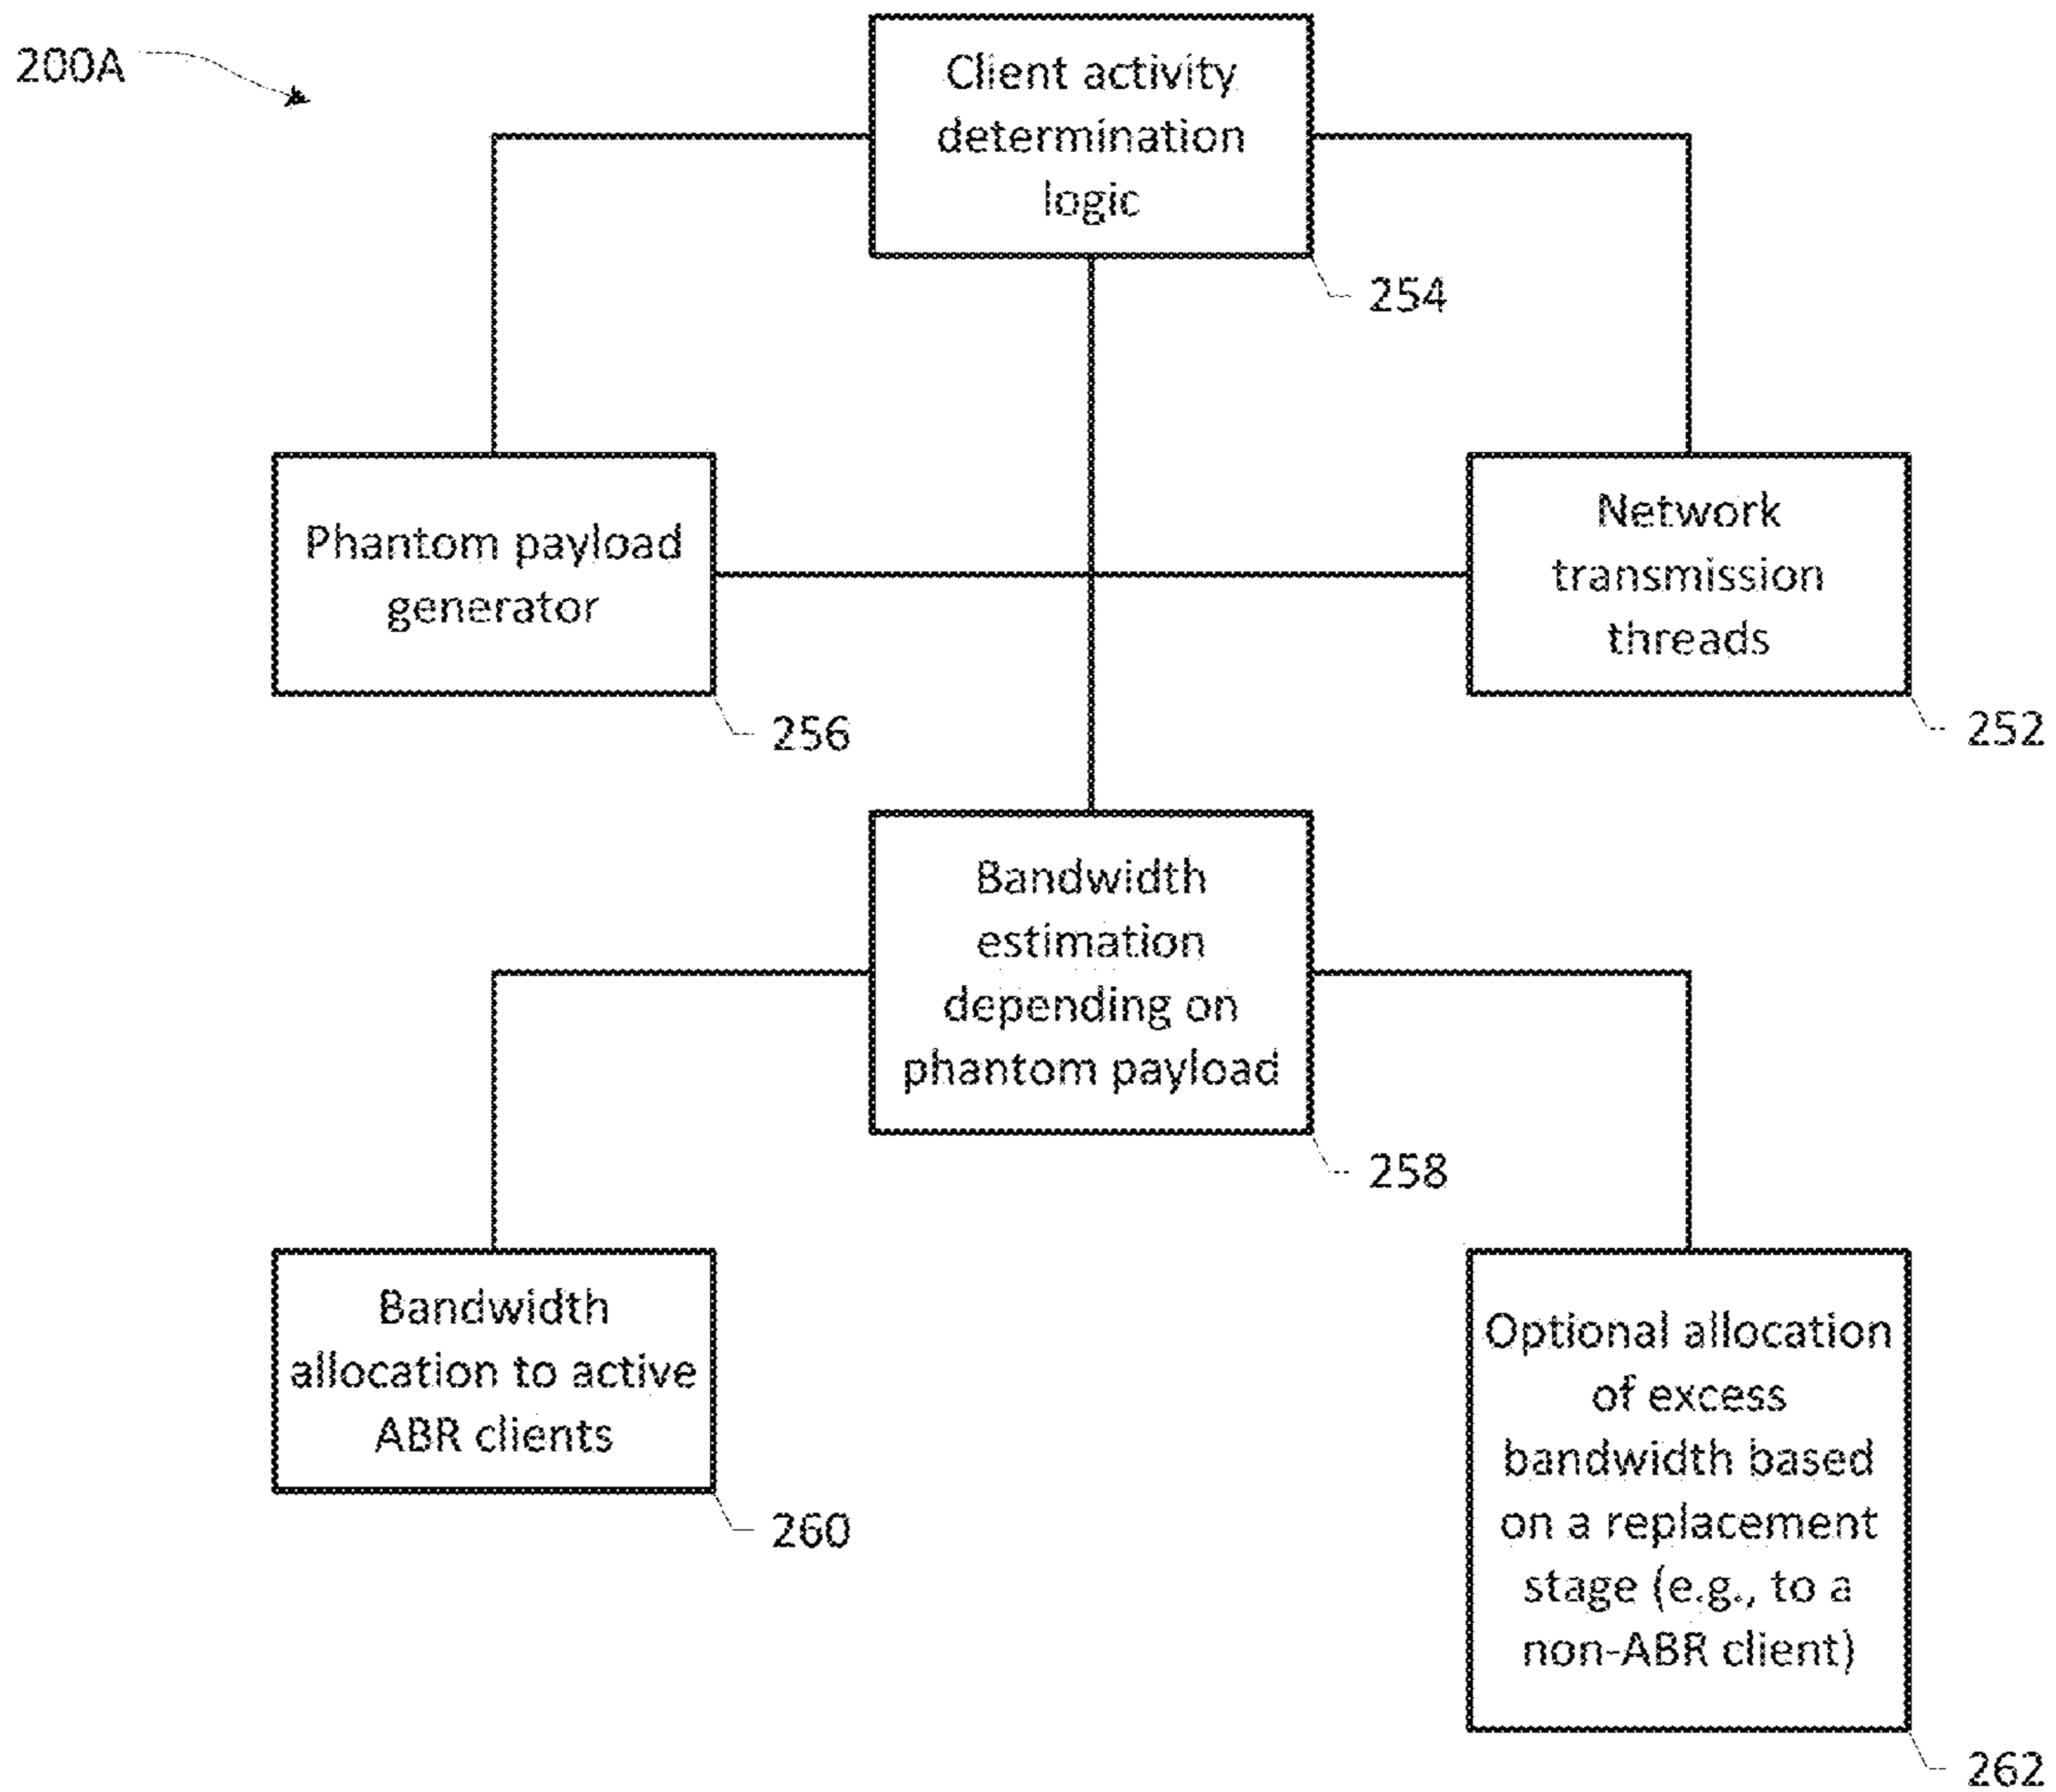 200A
Client activity
determination
logic
254
Phantom payload
generator
256
Network
transmission
threads
252
Bandwidth
estimation
depending on
phantom payload
258
Bandwidth
allocation to active
ABR clients
260
Optional allocation
of excess
bandwidth based
on a replacement
stage (e.g., to a
non-ABR client)
262